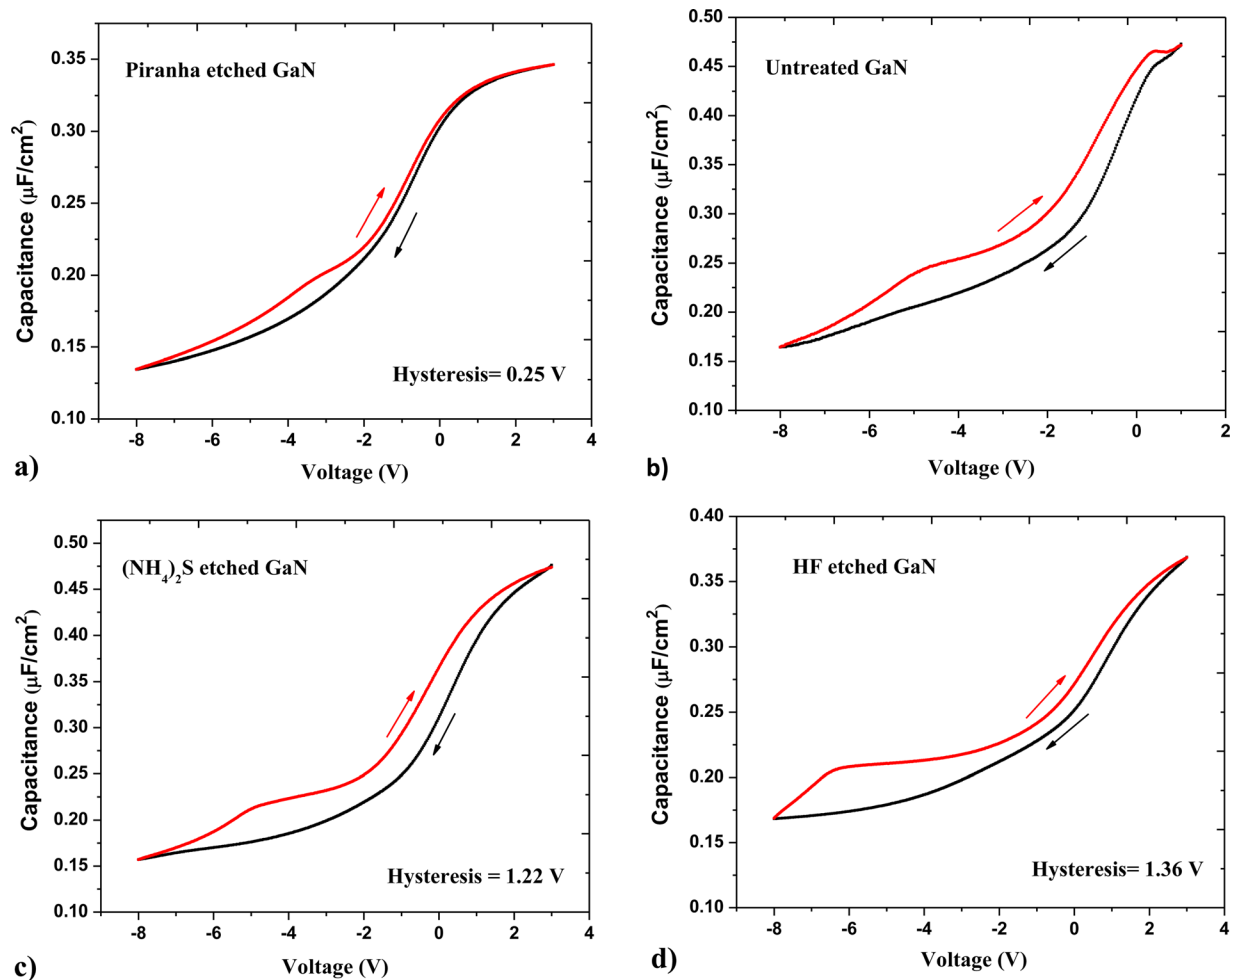 Piranha etched GaN
Capacitance (μF/cm²)
0.35
0.30
0.25
0.20
0.15
0.10
Hysteresis= 0.25 V
-8 -6 -4 -2 0 2 4
Voltage (V)
a)
Untreated GaN
Capacitance (μF/cm²)
0.50
0.45
0.40
0.35
0.30
0.25
0.20
0.15
0.10
-8 -6 -4 -2 0 2
Voltage (V)
b)
(NH₄)₂S etched GaN
Capacitance (μF/cm²)
0.50
0.45
0.40
0.35
0.30
0.25
0.20
0.15
0.10
Hysteresis = 1.22 V
-8 -6 -4 -2 0 2 4
Voltage (V)
c)
HF etched GaN
Capacitance (μF/cm²)
0.40
0.35
0.30
0.25
0.20
0.15
0.10
Hysteresis= 1.36 V
-8 -6 -4 -2 0 2 4
Voltage (V)
d)